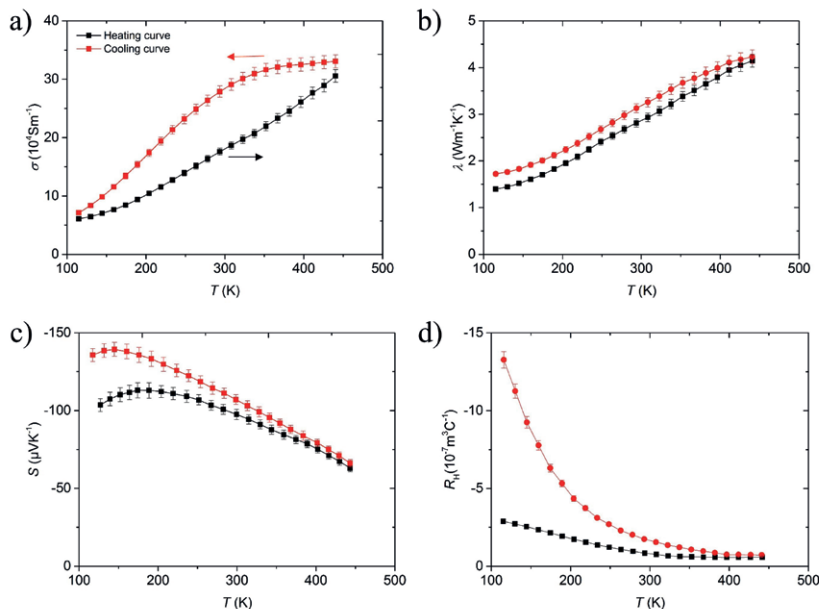 a)
Heating curve
Cooling curve
40
30
20
10
0
σ (10⁴Sm⁻¹)
100 200 300 400 500
T (K)
b)
5
4
3
2
1
0
λ (Wm⁻¹K⁻¹)
100 200 300 400 500
T (K)
c)
-150
-100
-50
0
S (µVK⁻¹)
100 200 300 400 500
T (K)
d)
-15
-10
-5
0
R_H (10⁻⁷m³C⁻¹)
100 200 300 400 500
T (K)